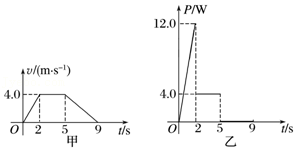 v/(m·s⁻¹)
4.0
O 2 5 9 t/s
甲
P/W
12.0
4.0
O 2 5 9 t/s
乙